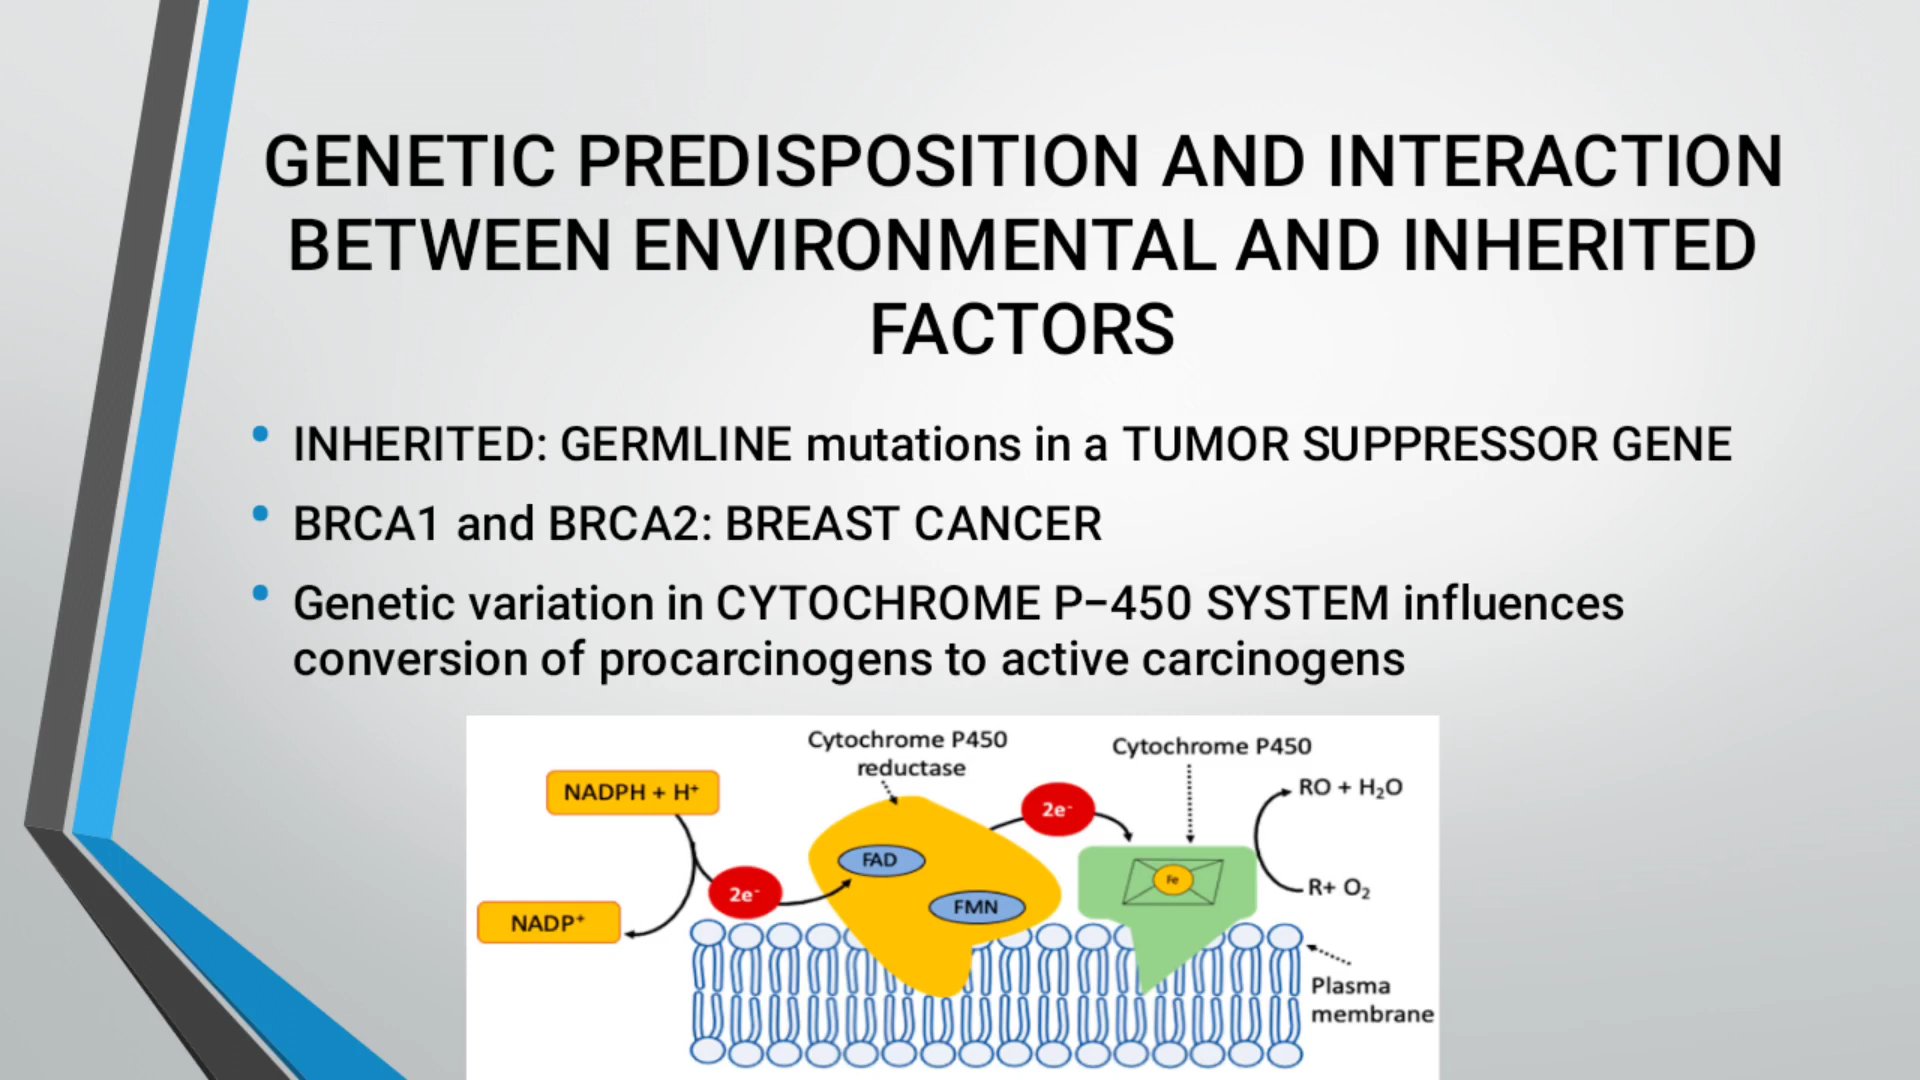 GENETIC PREDISPOSITION AND INTERACTION
BETWEEN ENVIRONMENTAL AND INHERITED
FACTORS
• INHERITED: GERMLINE mutations in a TUMOR SUPPRESSOR GENE
• BRCA1 and BRCA2: BREAST CANCER
• Genetic variation in CYTOCHROME P-450 SYSTEM influences
conversion of procarcinogens to active carcinogens
Cytochrome P450
reductase
Cytochrome P450
NADPH + H⁺
2e⁻
RO + H₂O
FAD
Fe
R+ O₂
2e⁻
FMN
NADP⁺
Plasma
membrane